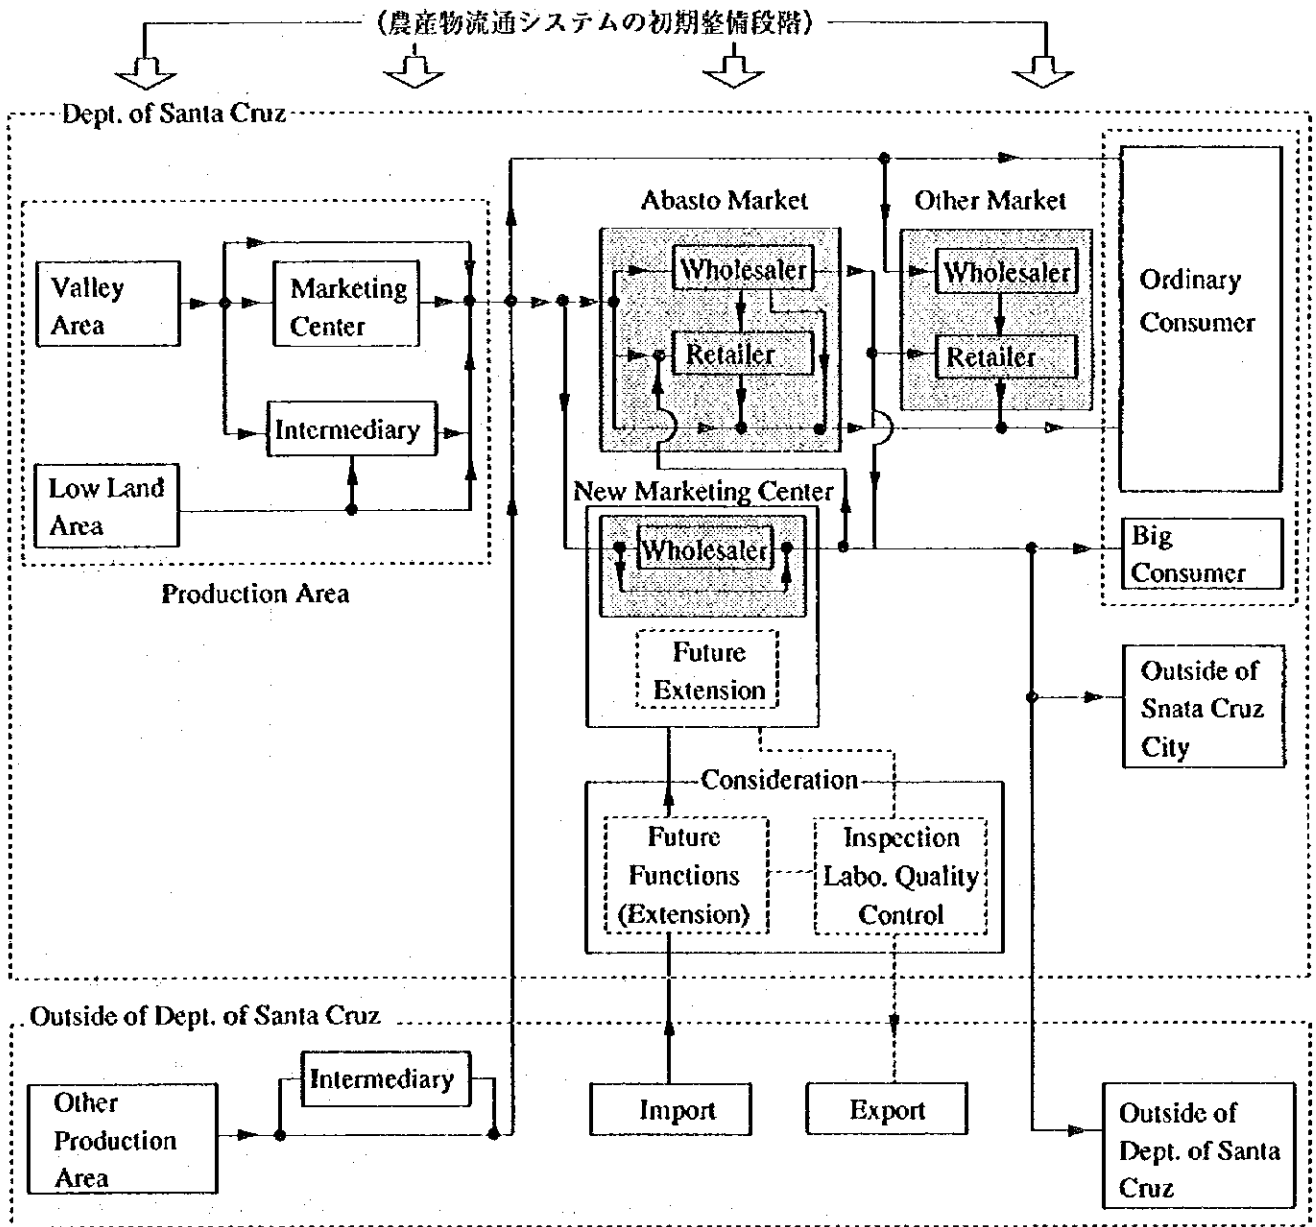 (農産物流通システムの初期整備段階)
Dept. of Santa Cruz
Abasto Market
Other Market
Valley
Area
Marketing
Center
Wholesaler
Wholesaler
Ordinary
Consumer
Retailer
Retailer
Intermediary
Low Land
Area
New Marketing Center
Wholesaler
Big
Consumer
Production Area
Future
Extension
Outside of
Snata Cruz
City
Consideration
Future
Functions
(Extension)
Inspection
Labo. Quality
Control
Outside of Dept. of Santa Cruz
Intermediary
Other
Production
Area
Import
Export
Outside of
Dept. of Santa
Cruz